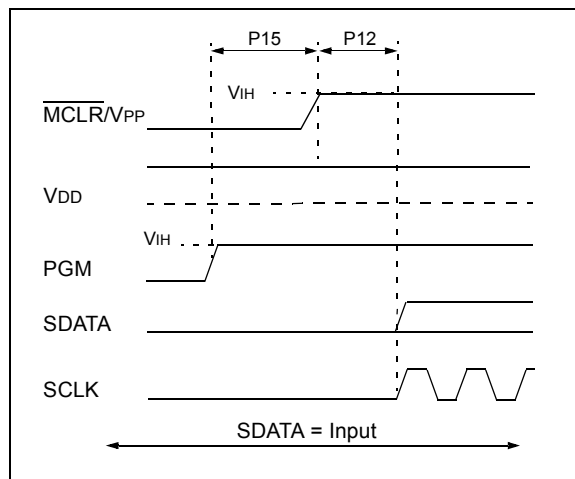 P15 P12
VIH
MCLR/VPP
VDD
VIH
PGM
SDATA
SCLK
SDATA = Input